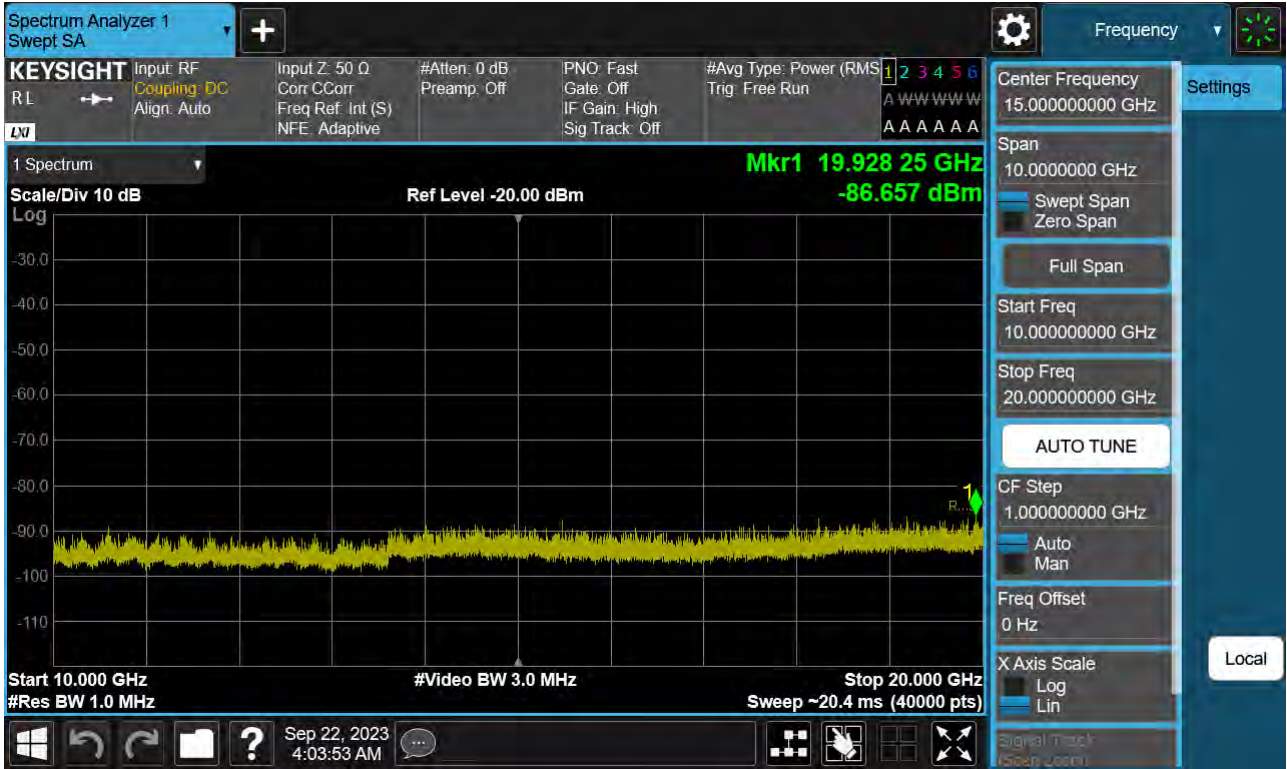 Spectrum Analyzer 1
Swept SA
Frequency
KEYSIGHT
R L
LXI
Input: RF
Coupling: DC
Align: Auto
Input Z: 50 Ω
Corr CCorr
Freq Ref: Int (S)
NFE: Adaptive
#Atten: 0 dB
Preamp: Off
PNO: Fast
Gate: Off
IF Gain: High
Sig Track: Off
#Avg Type: Power (RMS
Trig: Free Run
1 2 3 4 5 6
A W W W W W
A A A A A A
1 Spectrum
Scale/Div 10 dB
Log
Ref Level -20.00 dBm
Mkr1 19.928 25 GHz
-86.657 dBm
-30.0
-40.0
-50.0
-60.0
-70.0
-80.0
-90.0
-100
-110
1
R...
Start 10.000 GHz
#Res BW 1.0 MHz
#Video BW 3.0 MHz
Stop 20.000 GHz
Sweep ~20.4 ms (40000 pts)
Center Frequency
15.000000000 GHz
Span
10.0000000 GHz
Swept Span
Zero Span
Full Span
Start Freq
10.000000000 GHz
Stop Freq
20.000000000 GHz
AUTO TUNE
CF Step
1.000000000 GHz
Auto
Man
Freq Offset
0 Hz
X Axis Scale
Log
Lin
Signal Track
(Span Zoom)
Settings
Local
?
Sep 22, 2023
4:03:53 AM